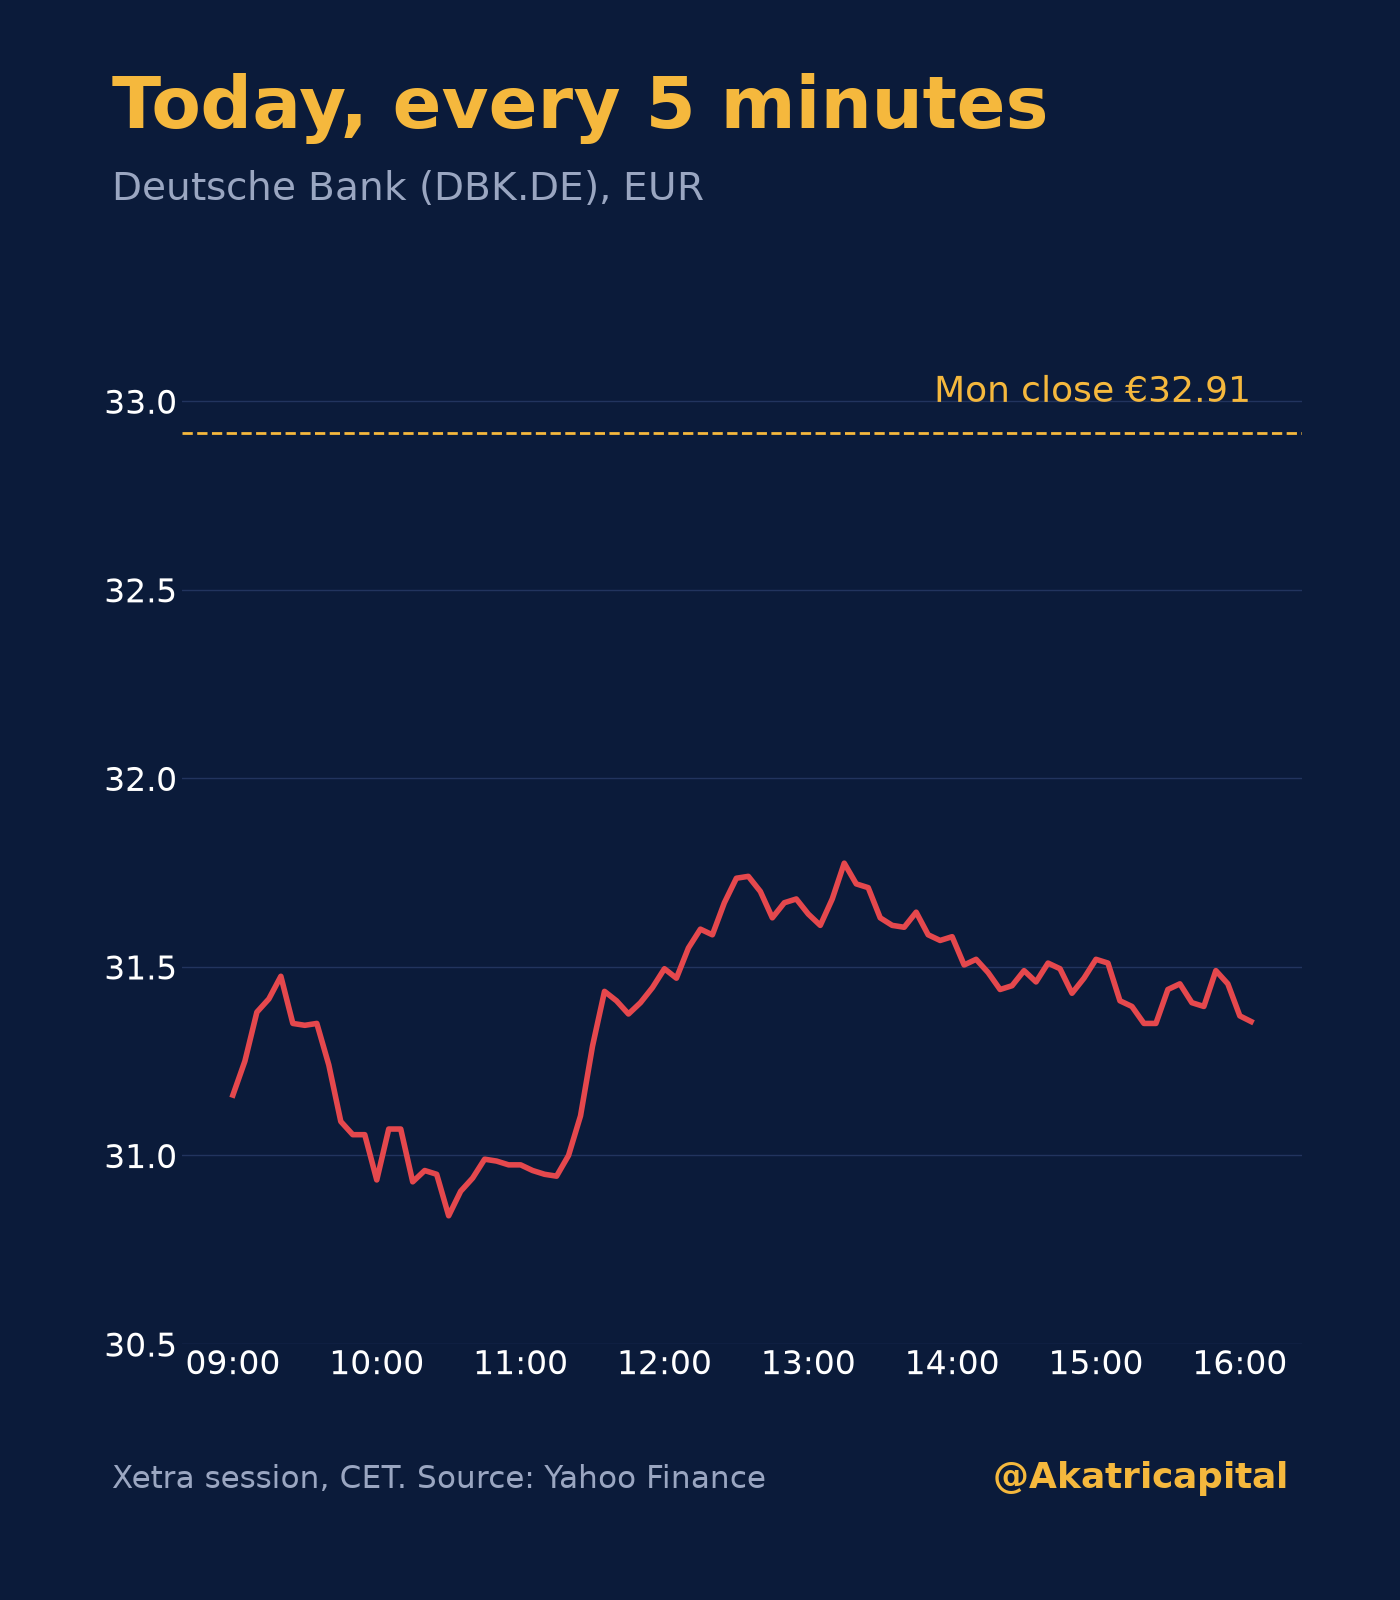 Today, every 5 minutes
Deutsche Bank (DBK.DE), EUR
Mon close €32.91
33.0
32.5
32.0
31.5
31.0
30.5
09:00 10:00 11:00 12:00 13:00 14:00 15:00 16:00
Xetra session, CET. Source: Yahoo Finance
@Akatricapital